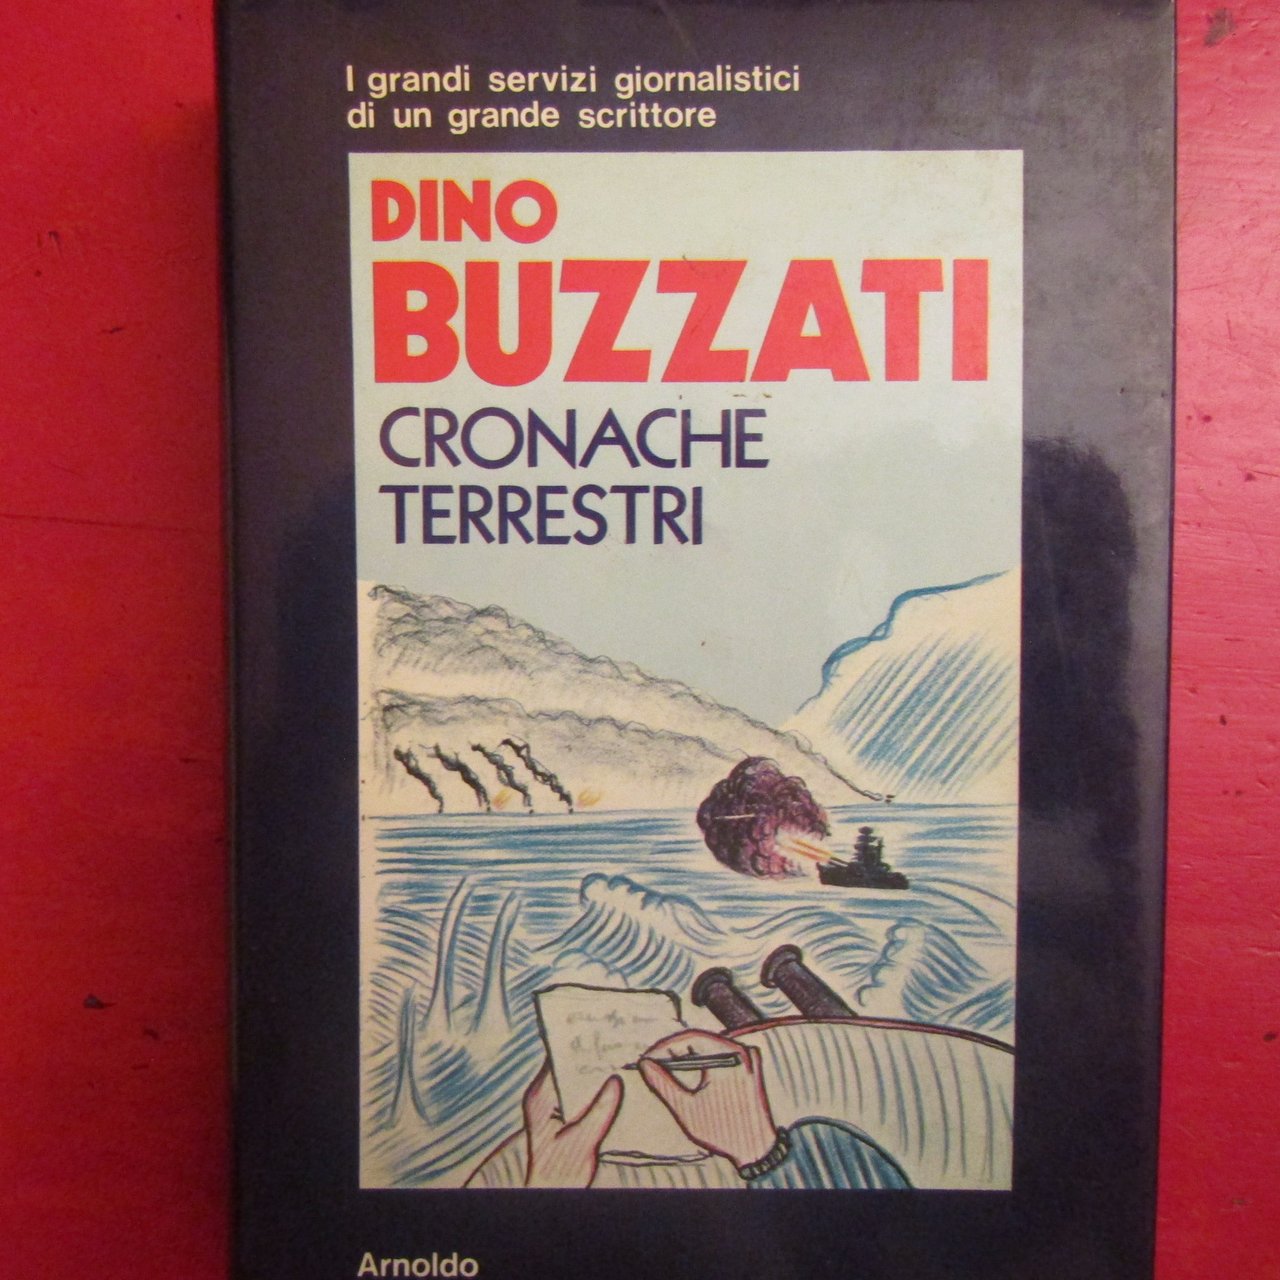 I grandi servizi giornalistici
di un grande scrittore
DINO
BUZZATI
CRONACHE
TERRESTRI
Arnoldo